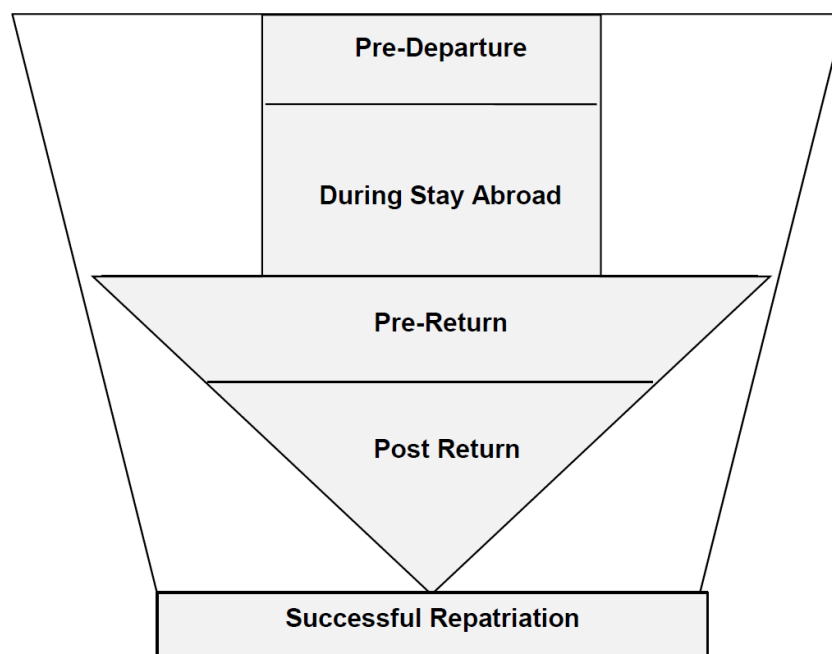 Pre-Departure
During Stay Abroad
Pre-Return
Post Return
Successful Repatriation